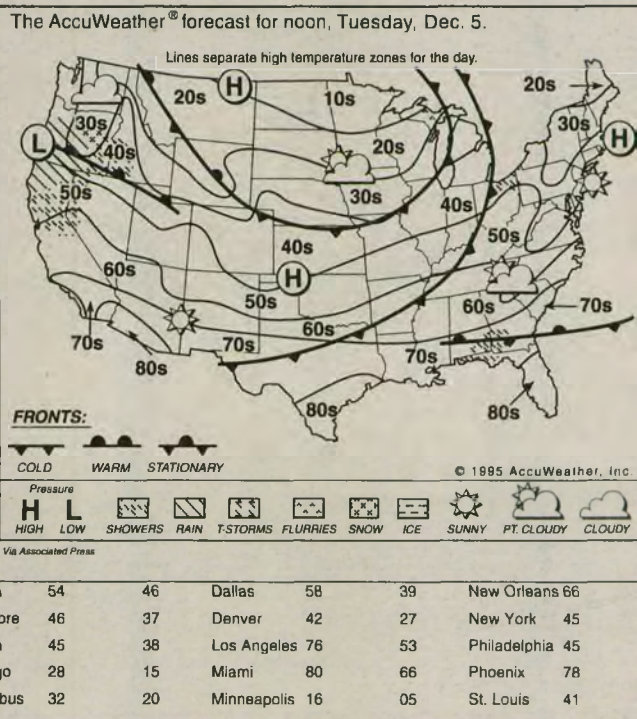 The AccuWeather® forecast for noon, Tuesday, Dec. 5.
Lines separate high temperature zones for the day.
20s
H
10s
20s
30s
30s
H
L
40s
20s
50s
30s
40s
50s
40s
60s
H
50s
60s
60s
70s
70s
70s
70s
80s
80s
80s
FRONTS:
COLD WARM STATIONARY
© 1995 AccuWeather, Inc.
Pressure
H L
HIGH LOW SHOWERS RAIN T-STORMS FLURRIES SNOW ICE SUNNY PT. CLOUDY CLOUDY
Via Associated Press
54 46 Dallas 58 39 New Orleans 66
ore 46 37 Denver 42 27 New York 45
45 38 Los Angeles 76 53 Philadelphia 45
go 28 15 Miami 80 66 Phoenix 78
bus 32 20 Minneapolis 16 05 St. Louis 41